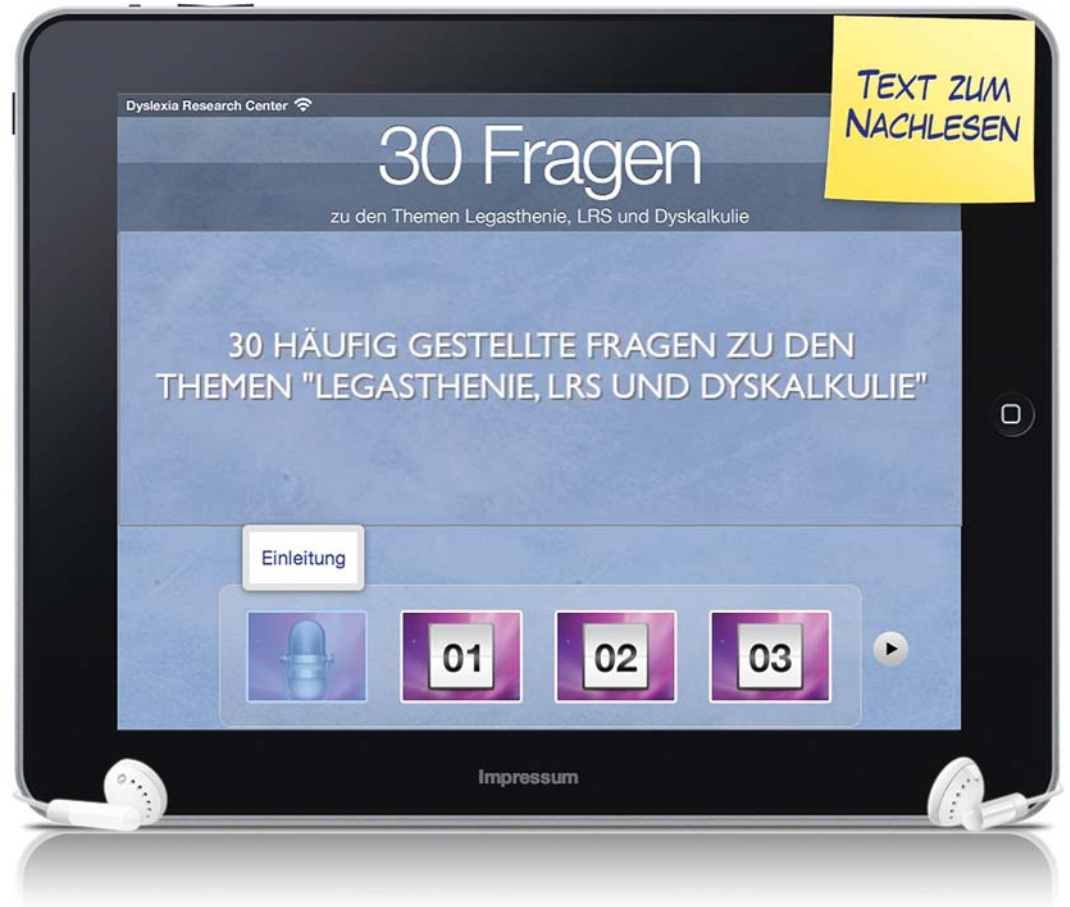 TEXT ZUM
NACHLESEN
Dyslexia Research Center
30 Fragen
zu den Themen Legasthenie, LRS und Dyskalkulie
30 HÄUFIG GESTELLTE FRAGEN ZU DEN
THEMEN "LEGASTHENIE, LRS UND DYSKALKULIE"
Einleitung
01 02 03
Impressum